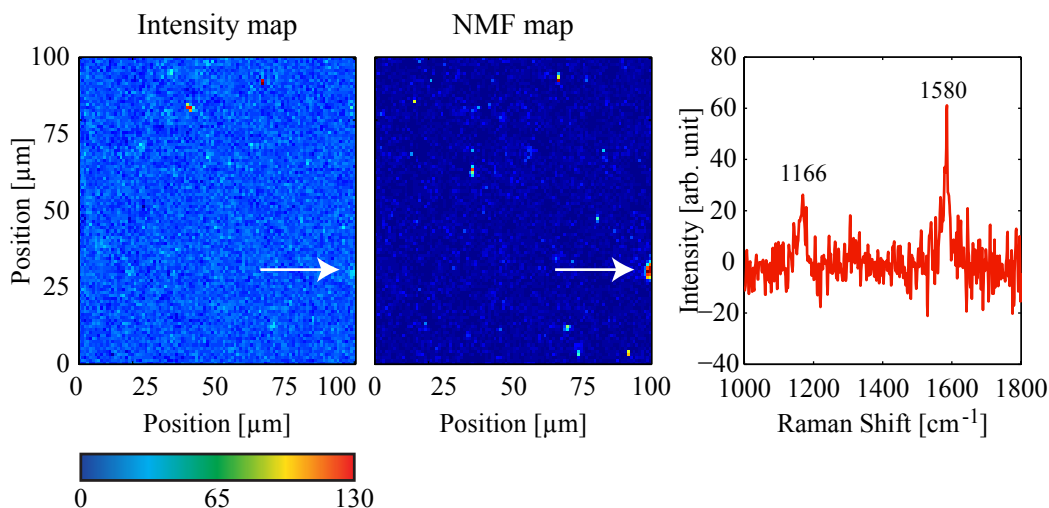 Intensity map
NMF map
100
75
50
25
0
Position [µm]
0 25 50 75 100
Position [µm]
0 25 50 75 100
Position [µm]
0 65 130
80
60
40
20
0
−20
−40
Intensity [arb. unit]
1580
1166
1000 1200 1400 1600 1800
Raman Shift [cm⁻¹]